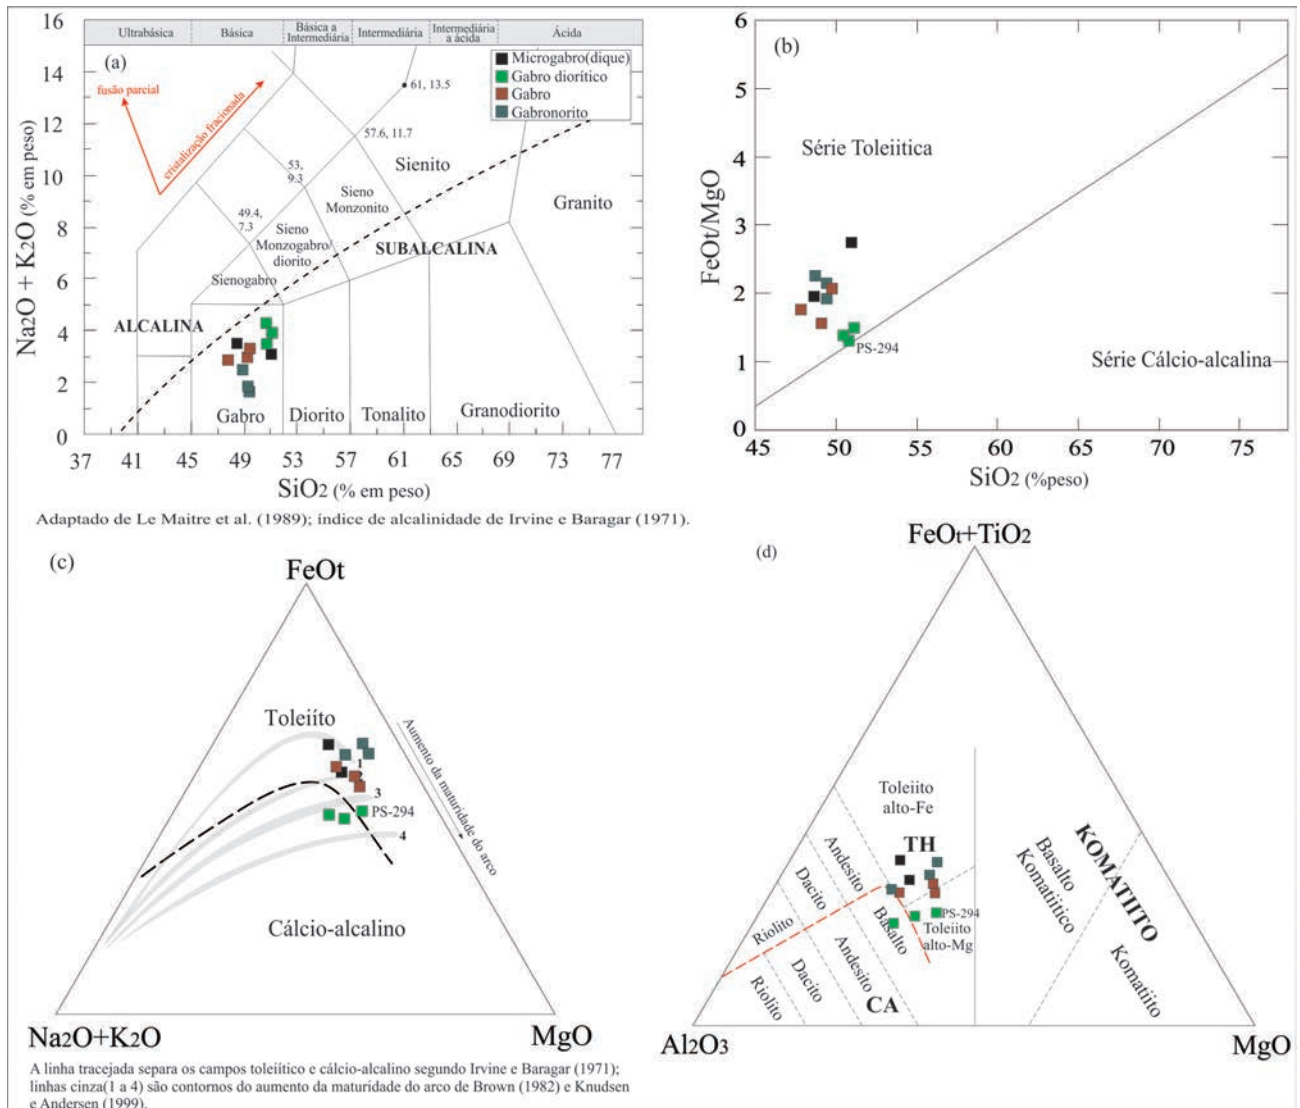 Ultrabásica
Básica
Básica a
Intermediária
Intermediária
Intermediária
a ácida
Ácida
(a)
Microgabro(dique)
Gabro diorítico
Gabro
Gabronorito
fusão parcial
cristalização fracionada
61, 13.5
57.6, 11.7
53,
9.3
49.4,
7.3
Sienito
Sieno
Monzonito
Granito
Sieno
Monzogabro/
diorito
SUBALCALINA
Sienogabro
ALCALINA
Gabro
Diorito
Tonalito
Granodiorito
16
14
12
10
8
6
4
2
0
Na2O + K2O (% em peso)
37 41 45 49 53 57 61 65 69 73 77
SiO2 (% em peso)
Adaptado de Le Maitre et al. (1989); índice de alcalinidade de Irvine e Baragar (1971).
(b)
6
5
4
3
2
1
0
FeOt/MgO
Série Toleiitica
PS-294
Série Cálcio-alcalina
45 50 55 60 65 70 75
SiO2 (%peso)
(c)
FeOt
Toleiíto
Aumento da maturidade do arco
1
2
3
PS-294
4
Cálcio-alcalino
Na2O+K2O
MgO
A linha tracejada separa os campos toleiítico e cálcio-alcalino segundo Irvine e Baragar (1971);
linhas cinza(1 a 4) são contornos do aumento da maturidade do arco de Brown (1982) e Knudsen
e Andersen (1999).
(d)
FeOt+TiO2
Toleiito
alto-Fe
TH
Andesito
Dacito
Riolito
Basalto
PS-294
Toleiito
alto-Mg
Andesito
Dacito
Riolito
CA
Basalto
Komatiitico
KOMATIITO
Komatiito
Al2O3
MgO